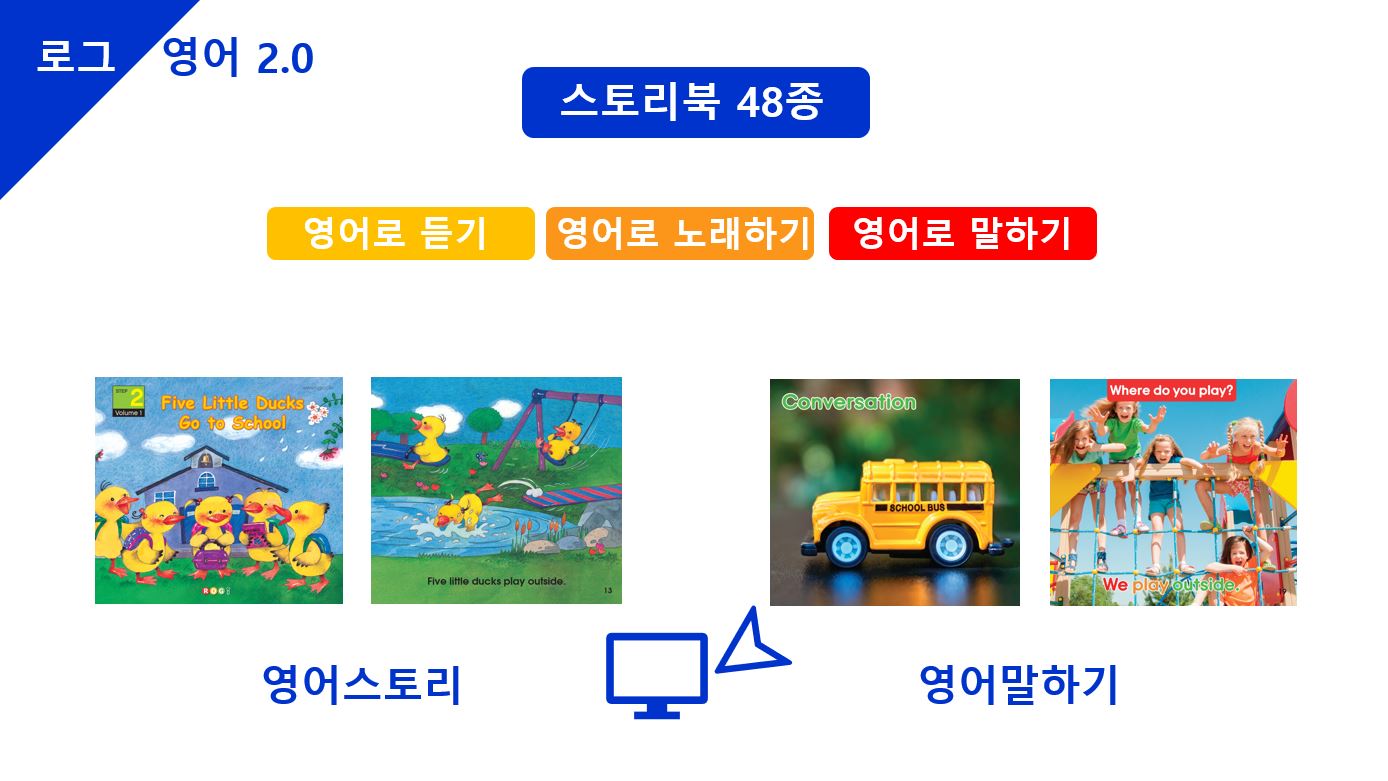 로그 영어 2.0
스토리북 48종
영어로 듣기 영어로 노래하기 영어로 말하기
STEP 2
Volume 1
Five Little Ducks
Go to School
Five little ducks play outside.
13
Conversation
SCHOOL BUS
Where do you play?
We play outside.
19
영어스토리
영어말하기